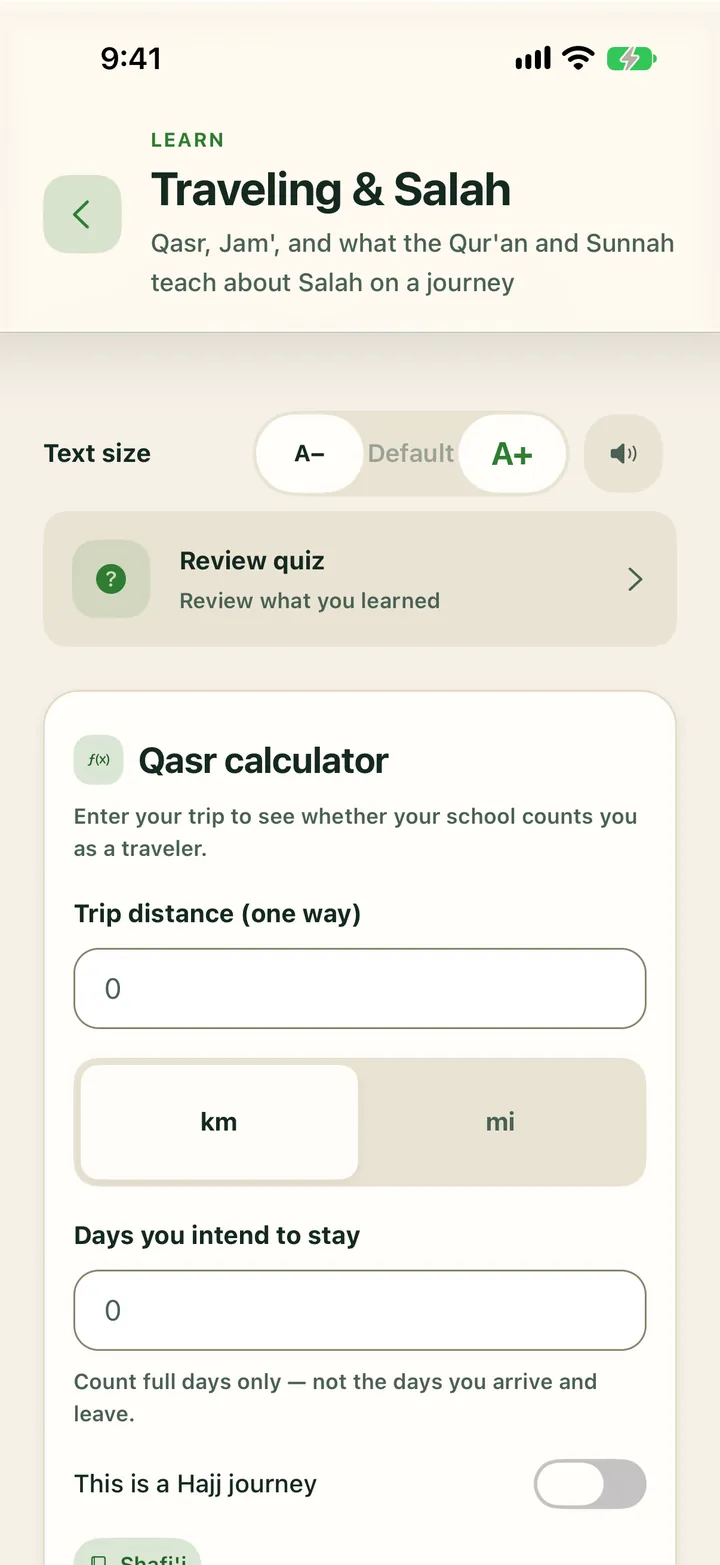 9:41
LEARN
Traveling & Salah
Qasr, Jam', and what the Qur'an and Sunnah
teach about Salah on a journey
Text size
A−
Default
A+
?
Review quiz
Review what you learned
f(x)
Qasr calculator
Enter your trip to see whether your school counts you
as a traveler.
Trip distance (one way)
0
km
mi
Days you intend to stay
0
Count full days only — not the days you arrive and
leave.
This is a Hajj journey
Shafi'i